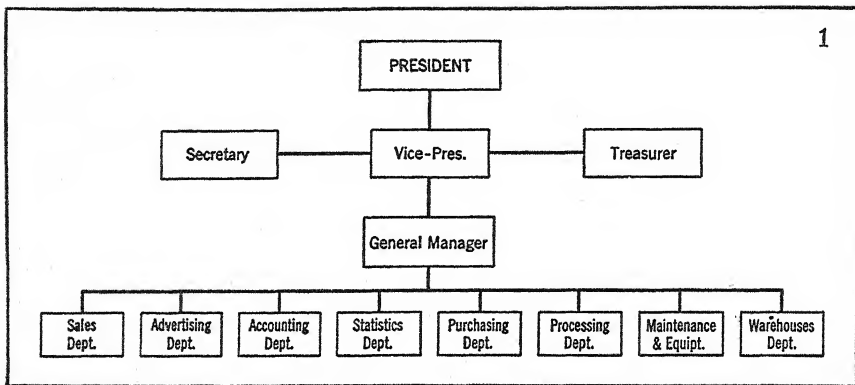 1
PRESIDENT
Secretary
Vice-Pres.
Treasurer
General Manager
Sales
Dept.
Advertising
Dept.
Accounting
Dept.
Statistics
Dept.
Purchasing
Dept.
Processing
Dept.
Maintenance
& Equipt.
Warehouses
Dept.